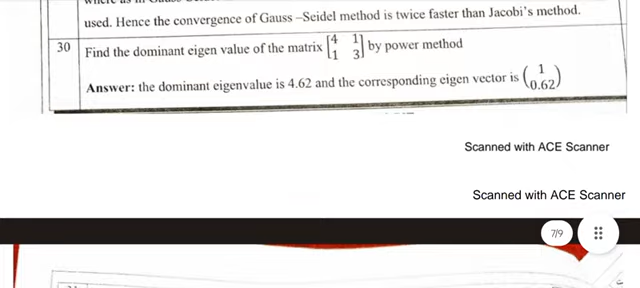 used. Hence the convergence of Gauss –Seidel method is twice faster than Jacobi's method.
30 Find the dominant eigen value of the matrix [4 1
1 3] by power method
Answer: the dominant eigenvalue is 4.62 and the corresponding eigen vector is (1
0.62)
Scanned with ACE Scanner
Scanned with ACE Scanner
7/9